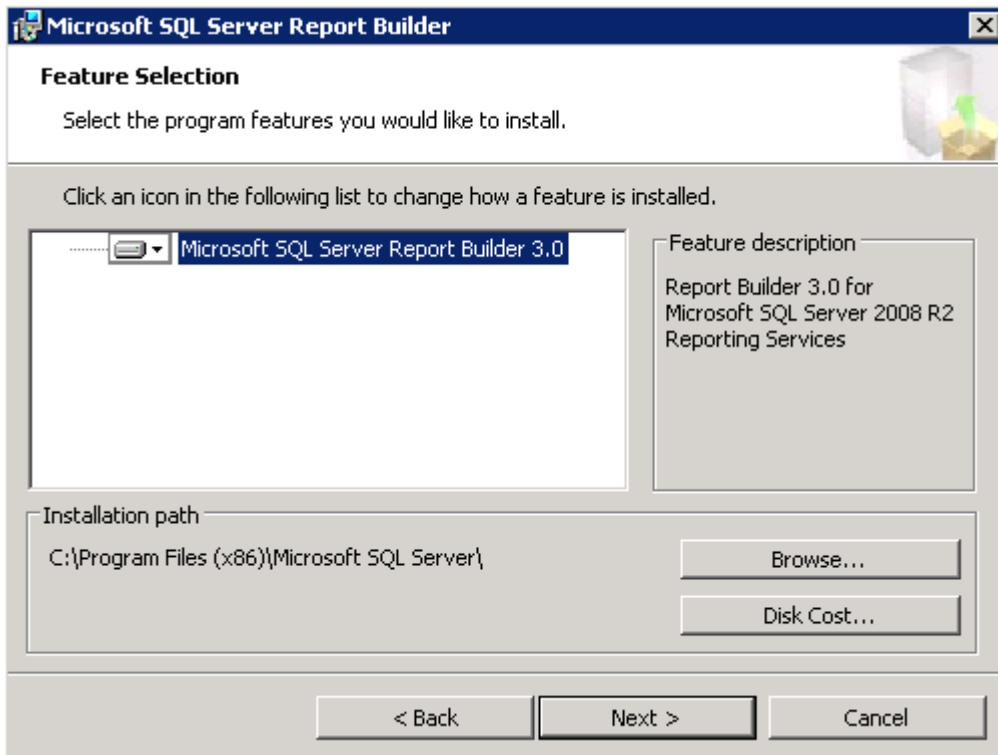 Microsoft SQL Server Report Builder
Feature Selection
Select the program features you would like to install.
Click an icon in the following list to change how a feature is installed.
Microsoft SQL Server Report Builder 3.0
Feature description
Report Builder 3.0 for
Microsoft SQL Server 2008 R2
Reporting Services
Installation path
C:\Program Files (x86)\Microsoft SQL Server\
Browse...
Disk Cost...
< Back
Next >
Cancel